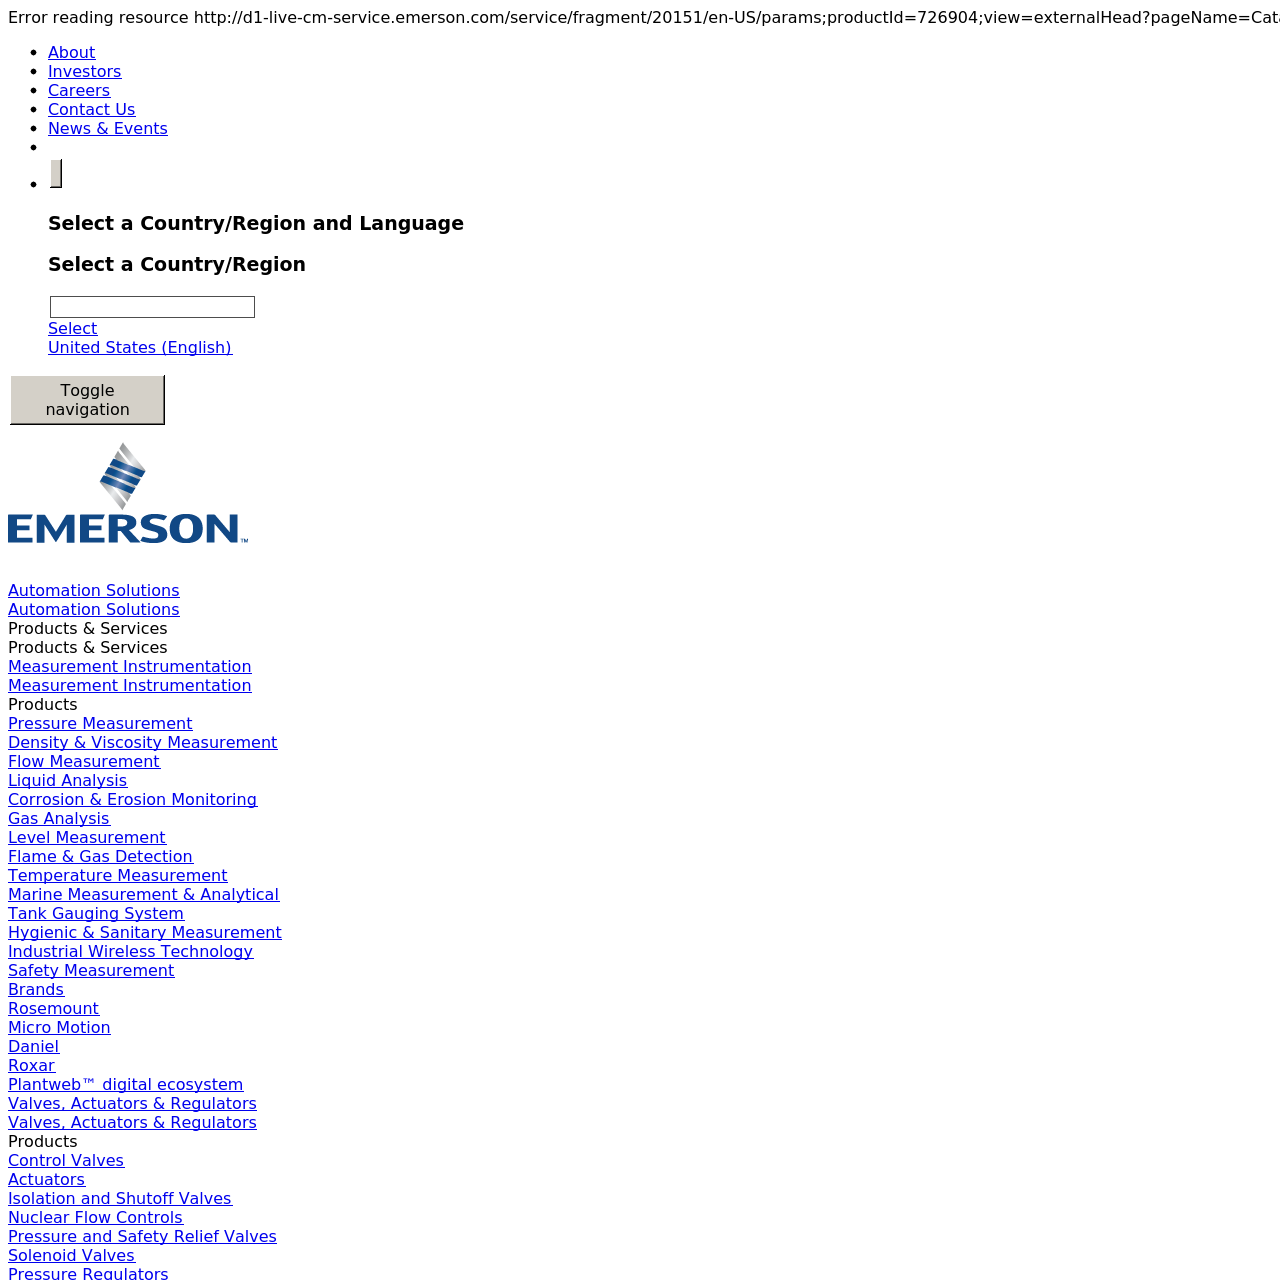 Error reading resource http://d1-live-cm-service.emerson.com/service/fragment/20151/en-US/params;productId=726904;view=externalHead?pageName=Cat
About
Investors
Careers
Contact Us
News & Events
Select a Country/Region and Language
Select a Country/Region
Select
United States (English)
Toggle
navigation
EMERSON™
Automation Solutions
Automation Solutions
Products & Services
Products & Services
Measurement Instrumentation
Measurement Instrumentation
Products
Pressure Measurement
Density & Viscosity Measurement
Flow Measurement
Liquid Analysis
Corrosion & Erosion Monitoring
Gas Analysis
Level Measurement
Flame & Gas Detection
Temperature Measurement
Marine Measurement & Analytical
Tank Gauging System
Hygienic & Sanitary Measurement
Industrial Wireless Technology
Safety Measurement
Brands
Rosemount
Micro Motion
Daniel
Roxar
Plantweb™ digital ecosystem
Valves, Actuators & Regulators
Valves, Actuators & Regulators
Products
Control Valves
Actuators
Isolation and Shutoff Valves
Nuclear Flow Controls
Pressure and Safety Relief Valves
Solenoid Valves
Pressure Regulators